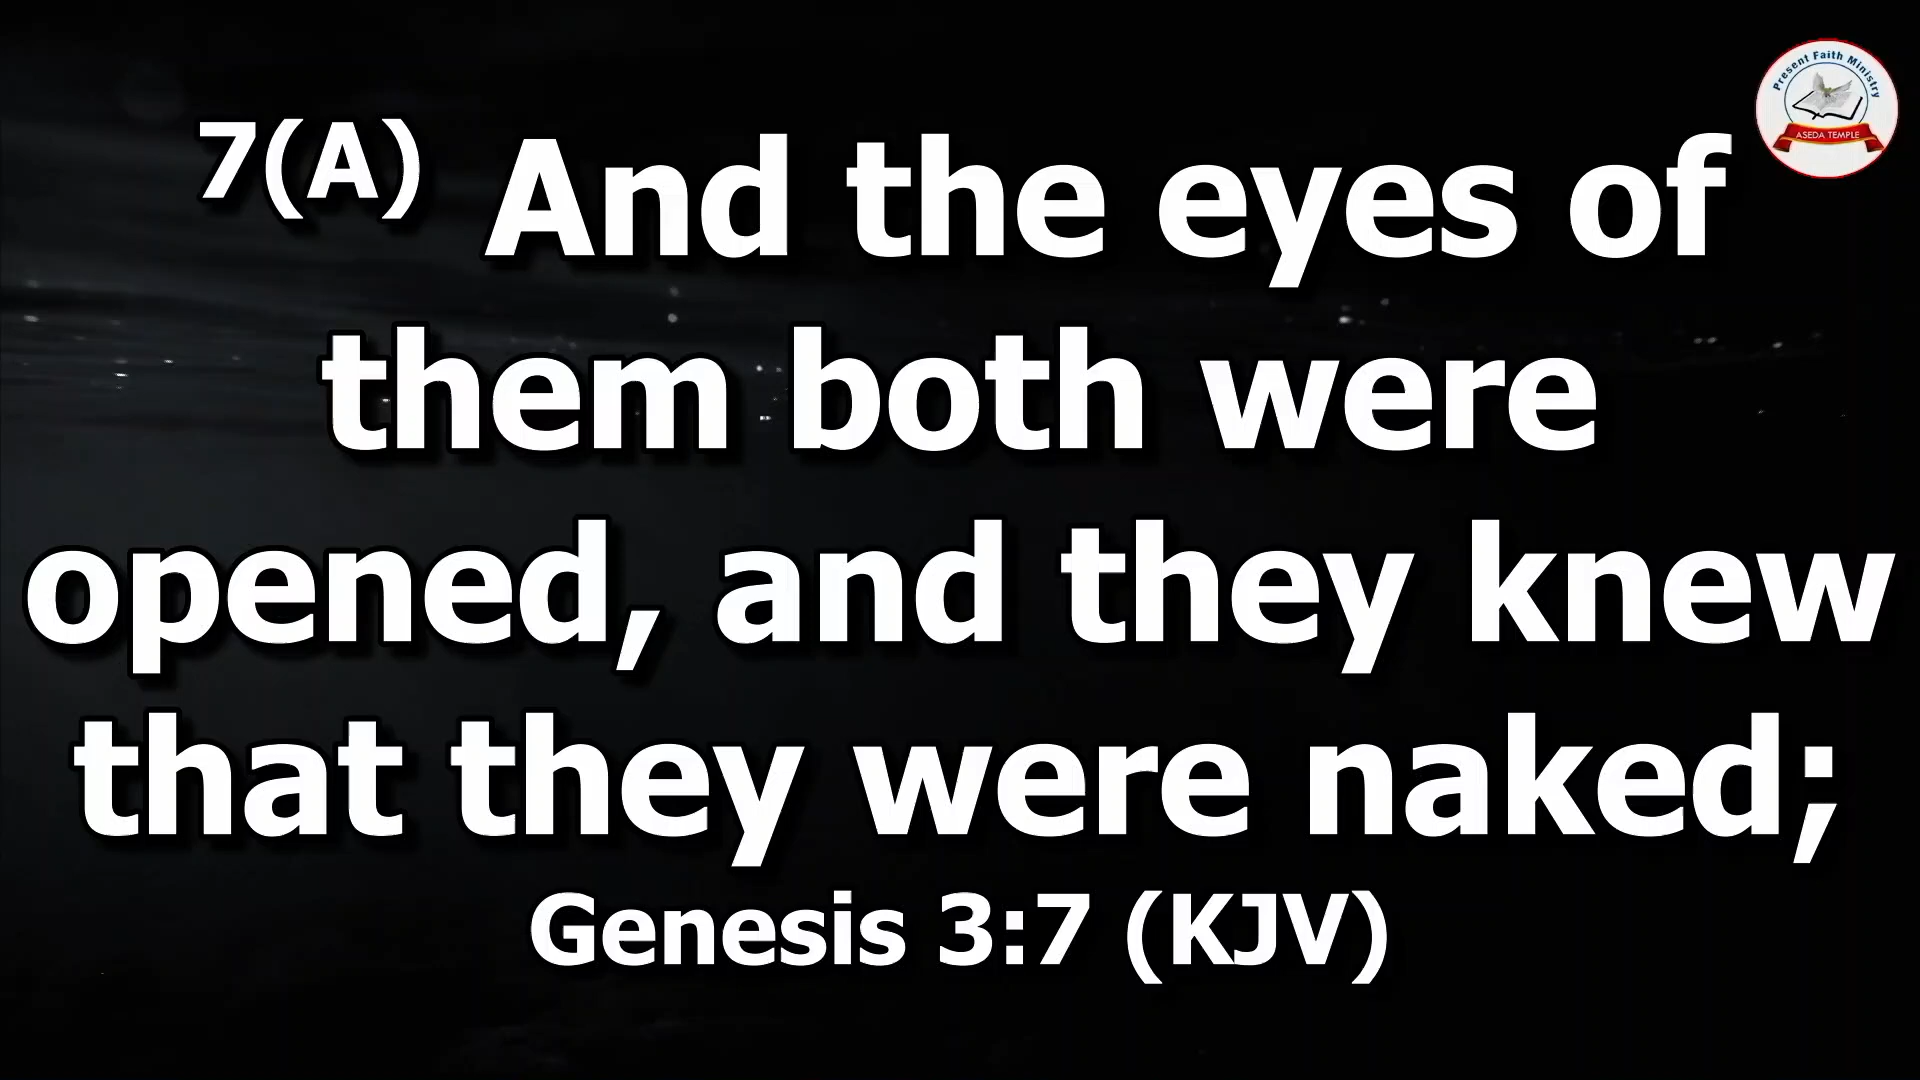 Present Faith Ministry
ASEDA TEMPLE
7(A) And the eyes of
them both were
opened, and they knew
that they were naked;
Genesis 3:7 (KJV)